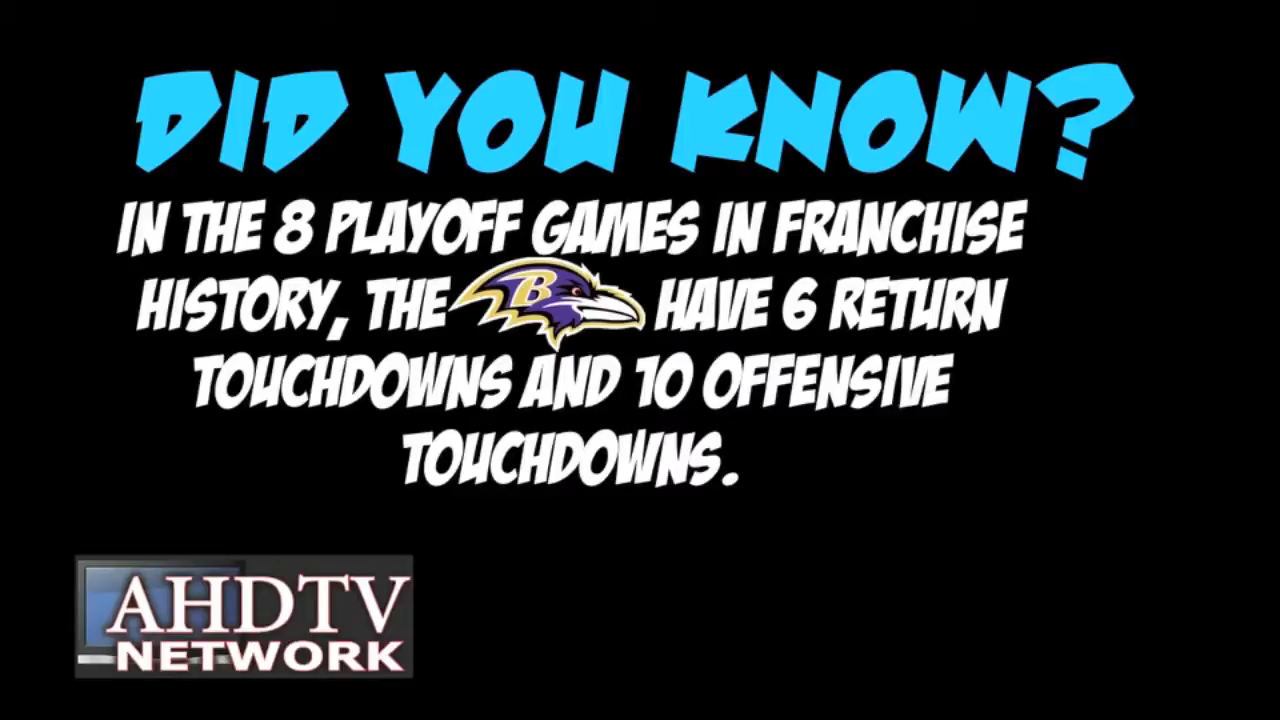 DID YOU KNOW?
IN THE 8 PLAYOFF GAMES IN FRANCHISE
HISTORY, THE B HAVE 6 RETURN
TOUCHDOWNS AND 10 OFFENSIVE
TOUCHDOWNS.
AHDTV
NETWORK